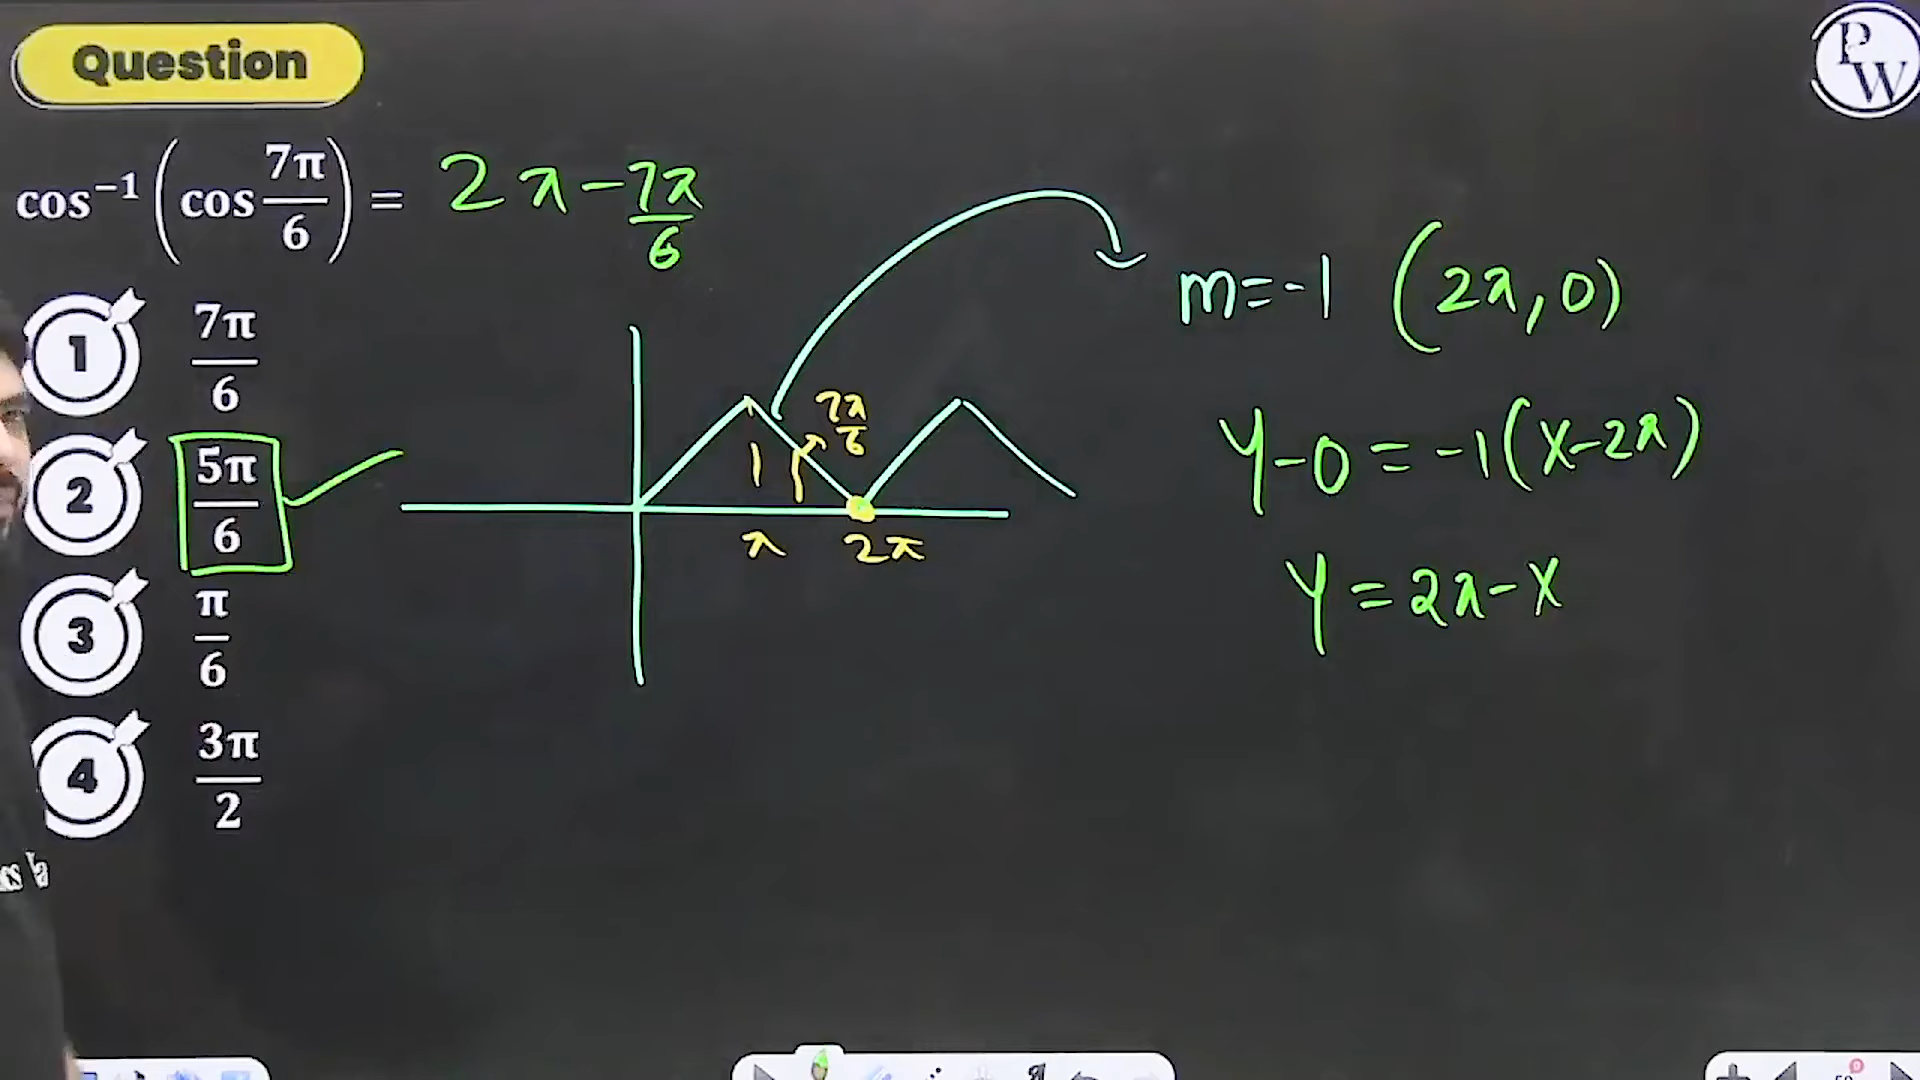 Question
PW
cos⁻¹(cos 7π/6) = 2π - 7π/6
1 7π/6
2 5π/6
3 π/6
4 3π/2
7π/6
π 2π
m=-1 (2π, 0)
y-0 = -1(x-2π)
y = 2π-x